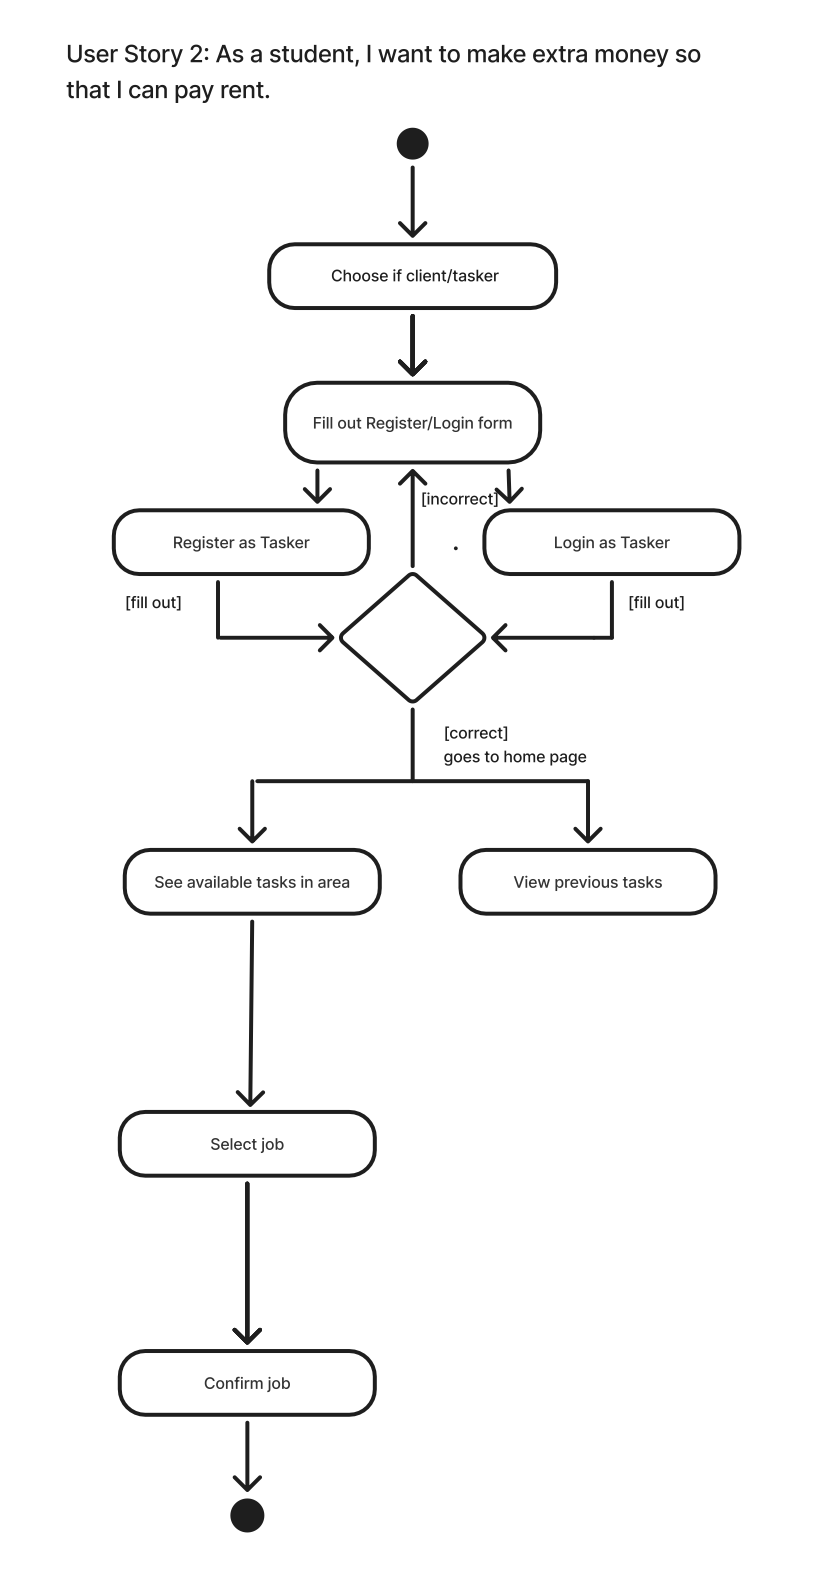 User Story 2: As a student, I want to make extra money so
that I can pay rent.
Choose if client/tasker
Fill out Register/Login form
[incorrect]
Register as Tasker
Login as Tasker
[fill out]
[fill out]
[correct]
goes to home page
See available tasks in area
View previous tasks
Select job
Confirm job